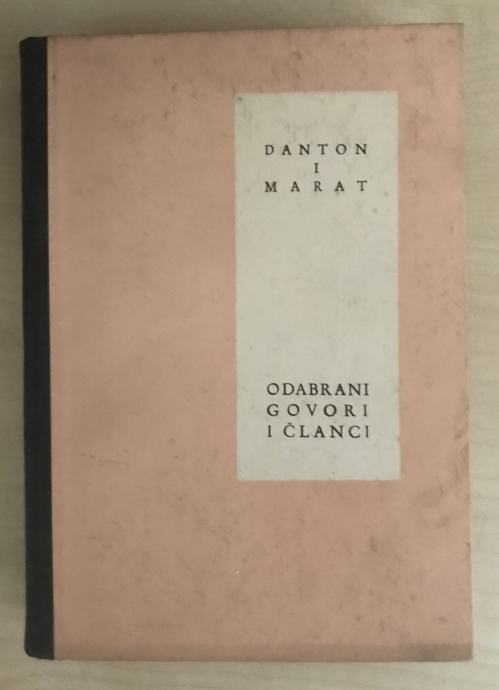 DANTON
I
MARAT
ODABRANI
GOVORI
I ČLANCI